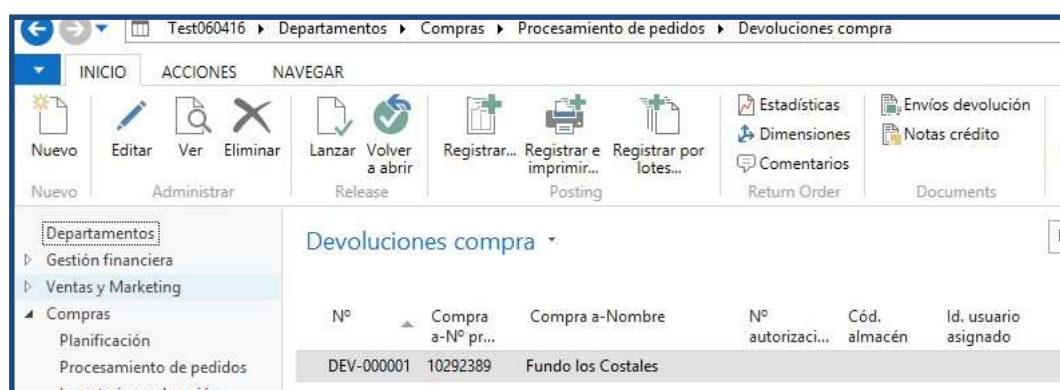 Test060416 ▸ Departamentos ▸ Compras ▸ Procesamiento de pedidos ▸ Devoluciones compra
INICIO ACCIONES NAVEGAR
Nuevo Editar Ver Eliminar Lanzar Volver a abrir Registrar... Registrar e imprimir... Registrar por lotes...
Estadísticas
Dimensiones
Comentarios
Envíos devolución
Notas crédito
Nuevo Administrar Release Posting Return Order Documents
Departamentos
Gestión financiera
Ventas y Marketing
Compras
Planificación
Procesamiento de pedidos
Devoluciones compra
Nº Compra a-Nº pr... Compra a-Nombre Nº autorizaci... Cód. almacén Id. usuario asignado
DEV-000001 10292389 Fundo los Costales